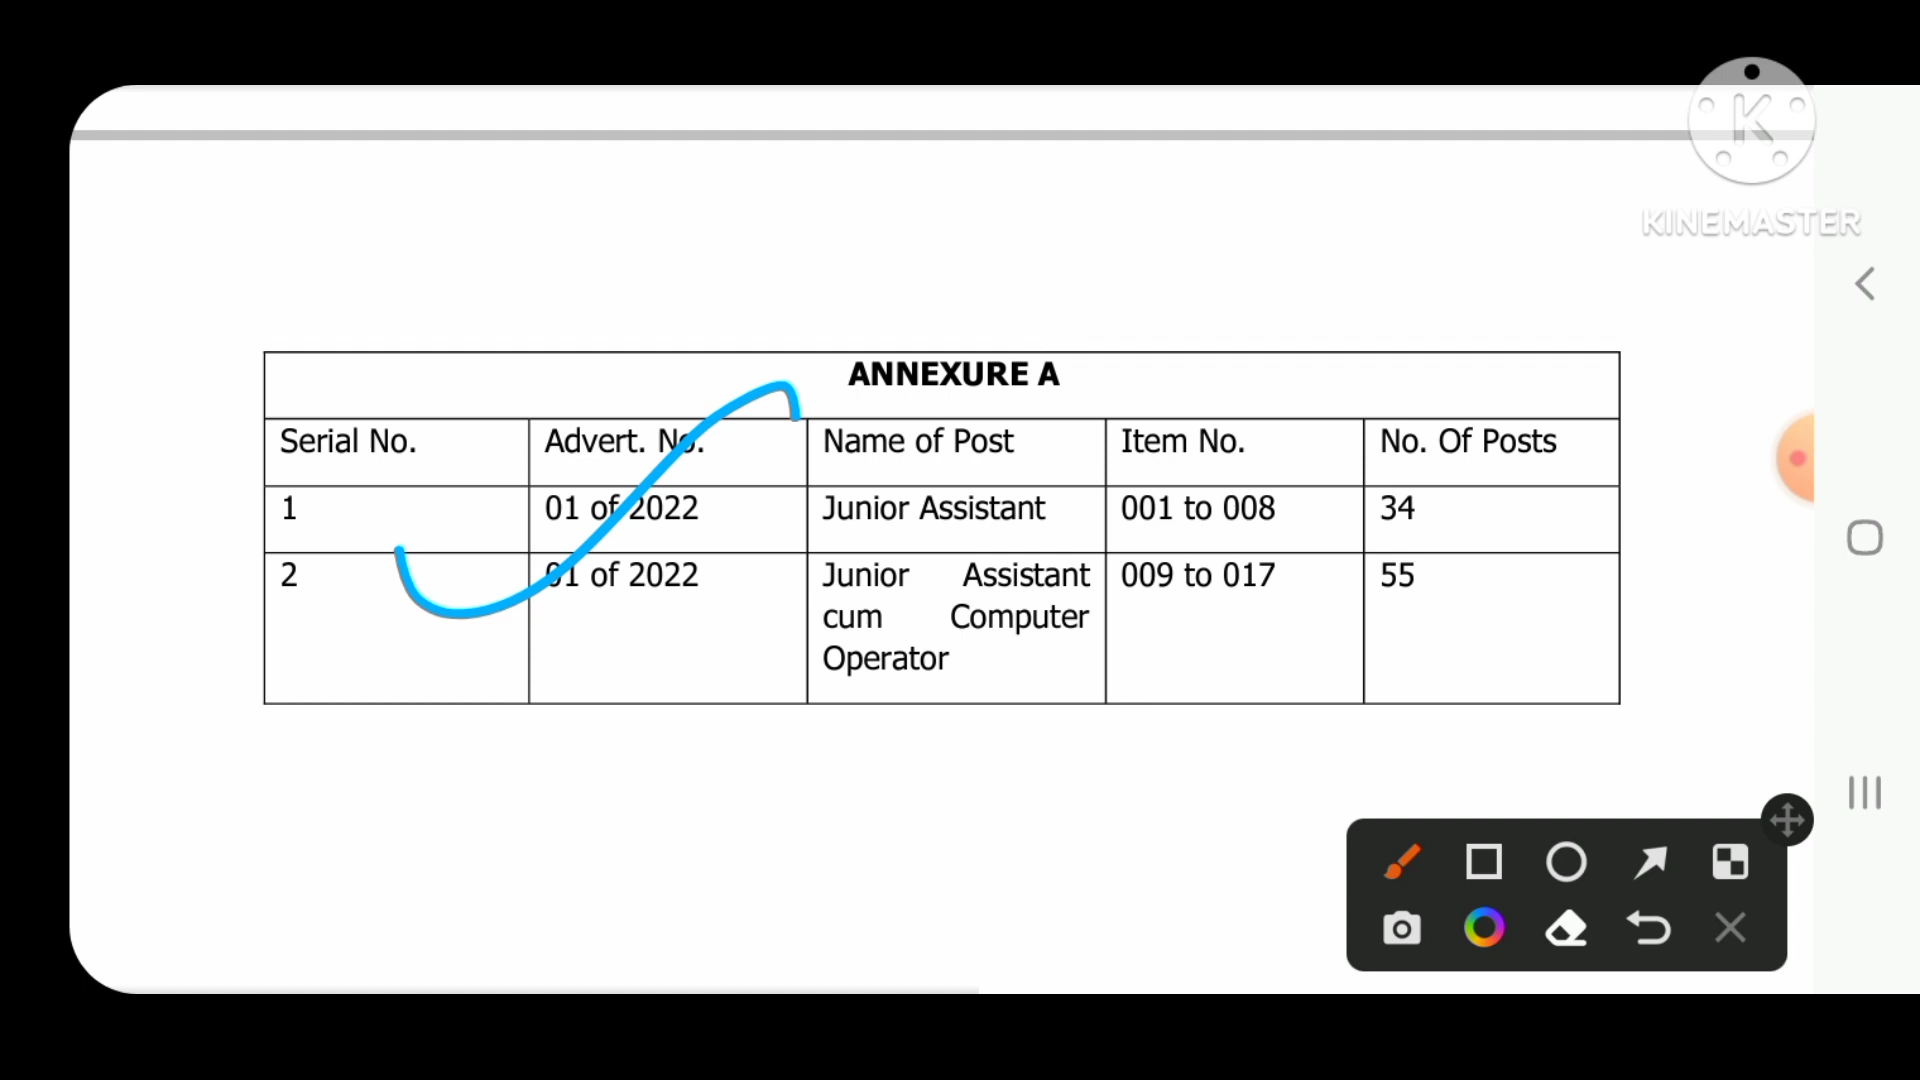 K
KINEMASTER
ANNEXURE A
Serial No. Advert. No. Name of Post Item No. No. Of Posts
1 01 of 2022 Junior Assistant 001 to 008 34
2 01 of 2022 Junior Assistant 009 to 017 55
cum Computer
Operator